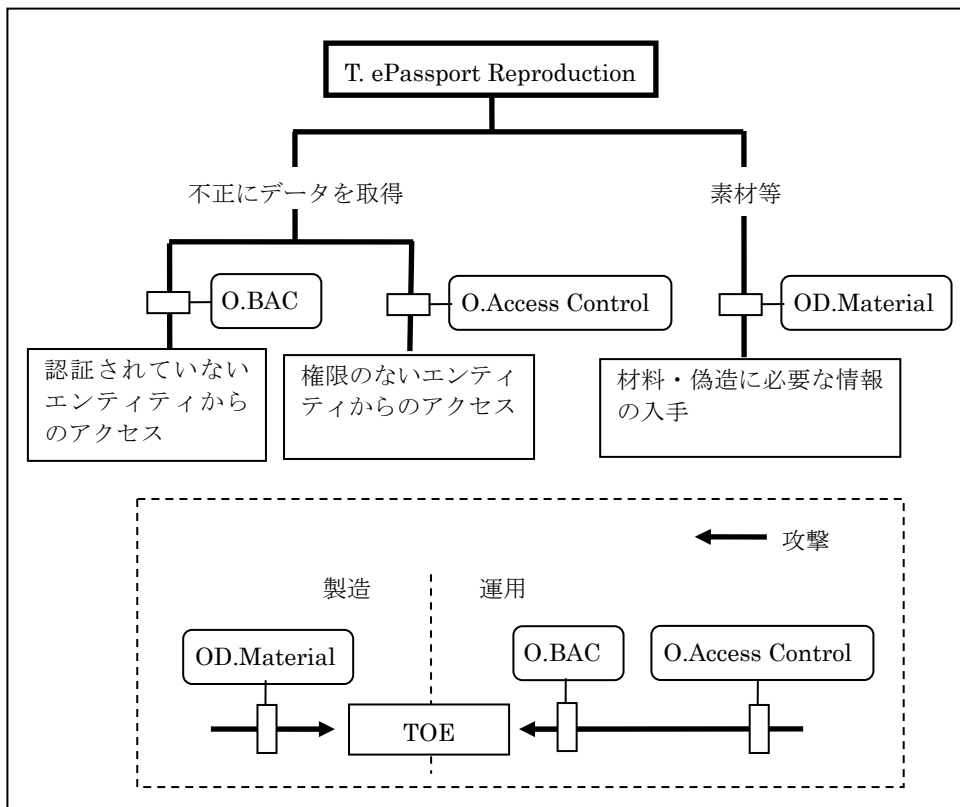 T. ePassport Reproduction
不正にデータを取得
素材等
O.BAC
O.Access Control
OD.Material
認証されていない
エンティティから
のアクセス
権限のないエンティ
ティからのアクセス
材料・偽造に必要な情報
の入手
攻撃
製造
運用
OD.Material
O.BAC
O.Access Control
TOE